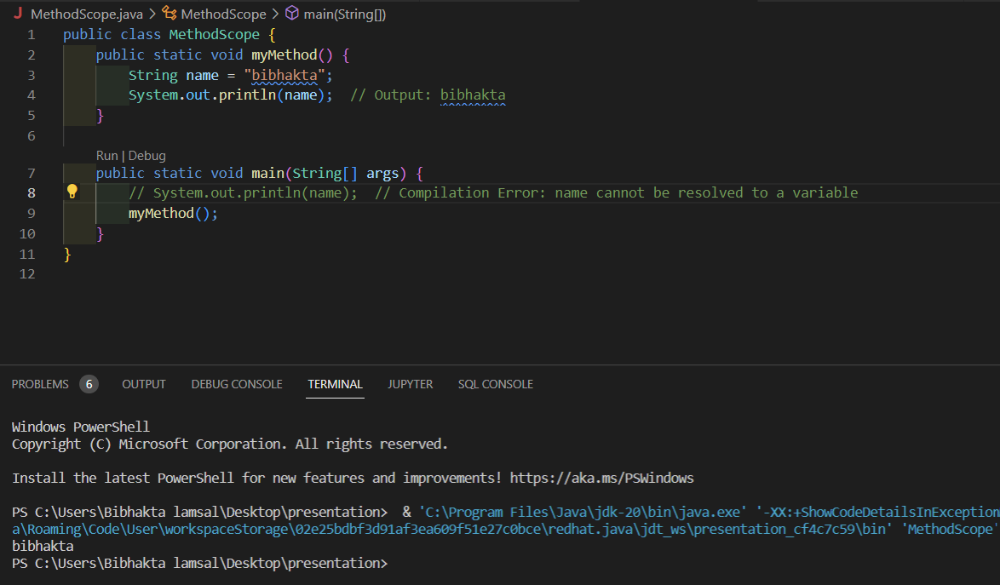 MethodScope.java > MethodScope > main(String[])
1 public class MethodScope {
2 public static void myMethod() {
3 String name = "bibhakta";
4 System.out.println(name);  // Output: bibhakta
5 }
6
Run | Debug
7 public static void main(String[] args) {
8 // System.out.println(name);  // Compilation Error: name cannot be resolved to a variable
9 myMethod();
10 }
11 }
12
PROBLEMS 6 OUTPUT DEBUG CONSOLE TERMINAL JUPYTER SQL CONSOLE
Windows PowerShell
Copyright (C) Microsoft Corporation. All rights reserved.
Install the latest PowerShell for new features and improvements! https://aka.ms/PSWindows
PS C:\Users\Bibhakta lamsal\Desktop\presentation>  & 'C:\Program Files\Java\jdk-20\bin\java.exe' '-XX:+ShowCodeDetailsInException
a\Roaming\Code\User\workspaceStorage\02e25bdbf3d91af3ea609f51e27c0bce\redhat.java\jdt_ws\presentation_cf4c7c59\bin' 'MethodScope'
bibhakta
PS C:\Users\Bibhakta lamsal\Desktop\presentation>